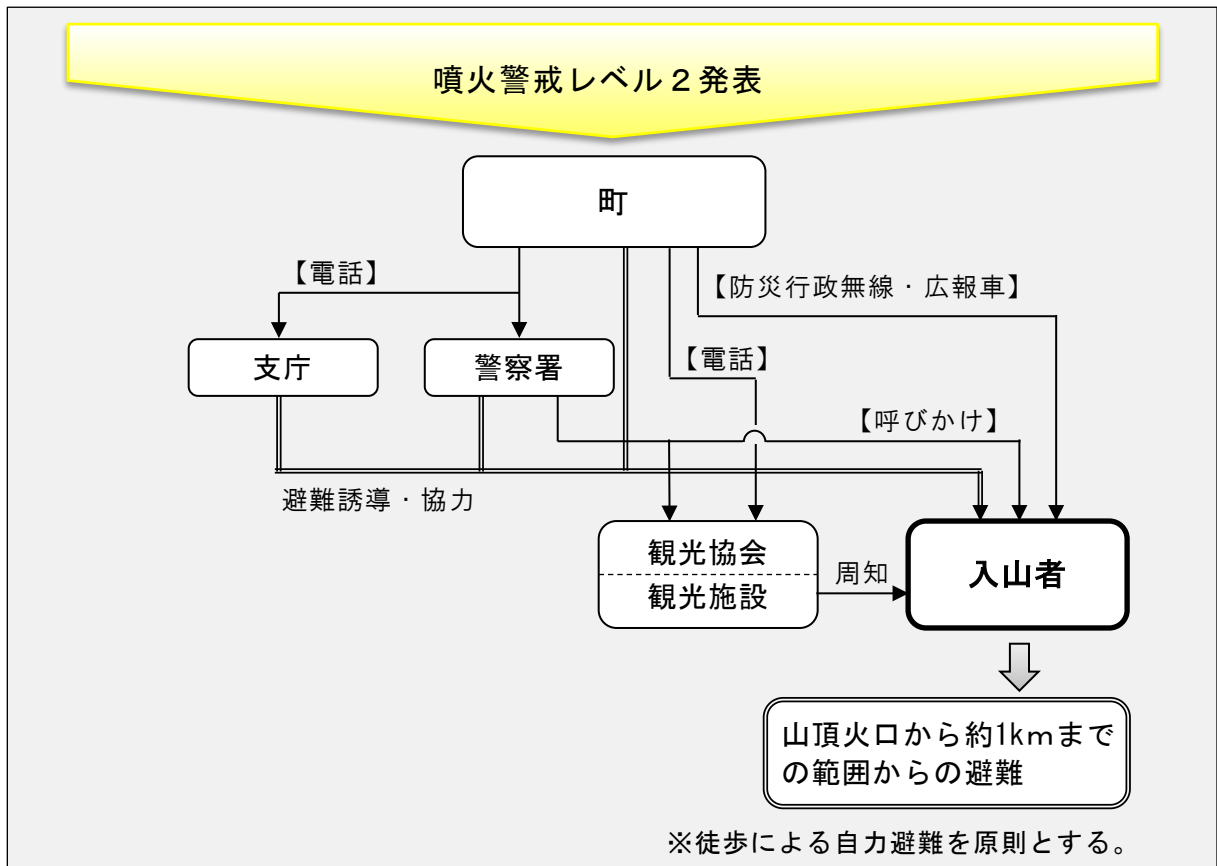 噴火警戒レベル２発表
町
【電話】
【防災行政無線・広報車】
支庁
警察署
【電話】
【呼びかけ】
避難誘導・協力
観光協会
観光施設
周知
入山者
山頂火口から約1kmまで
の範囲からの避難
※徒歩による自力避難を原則とする。